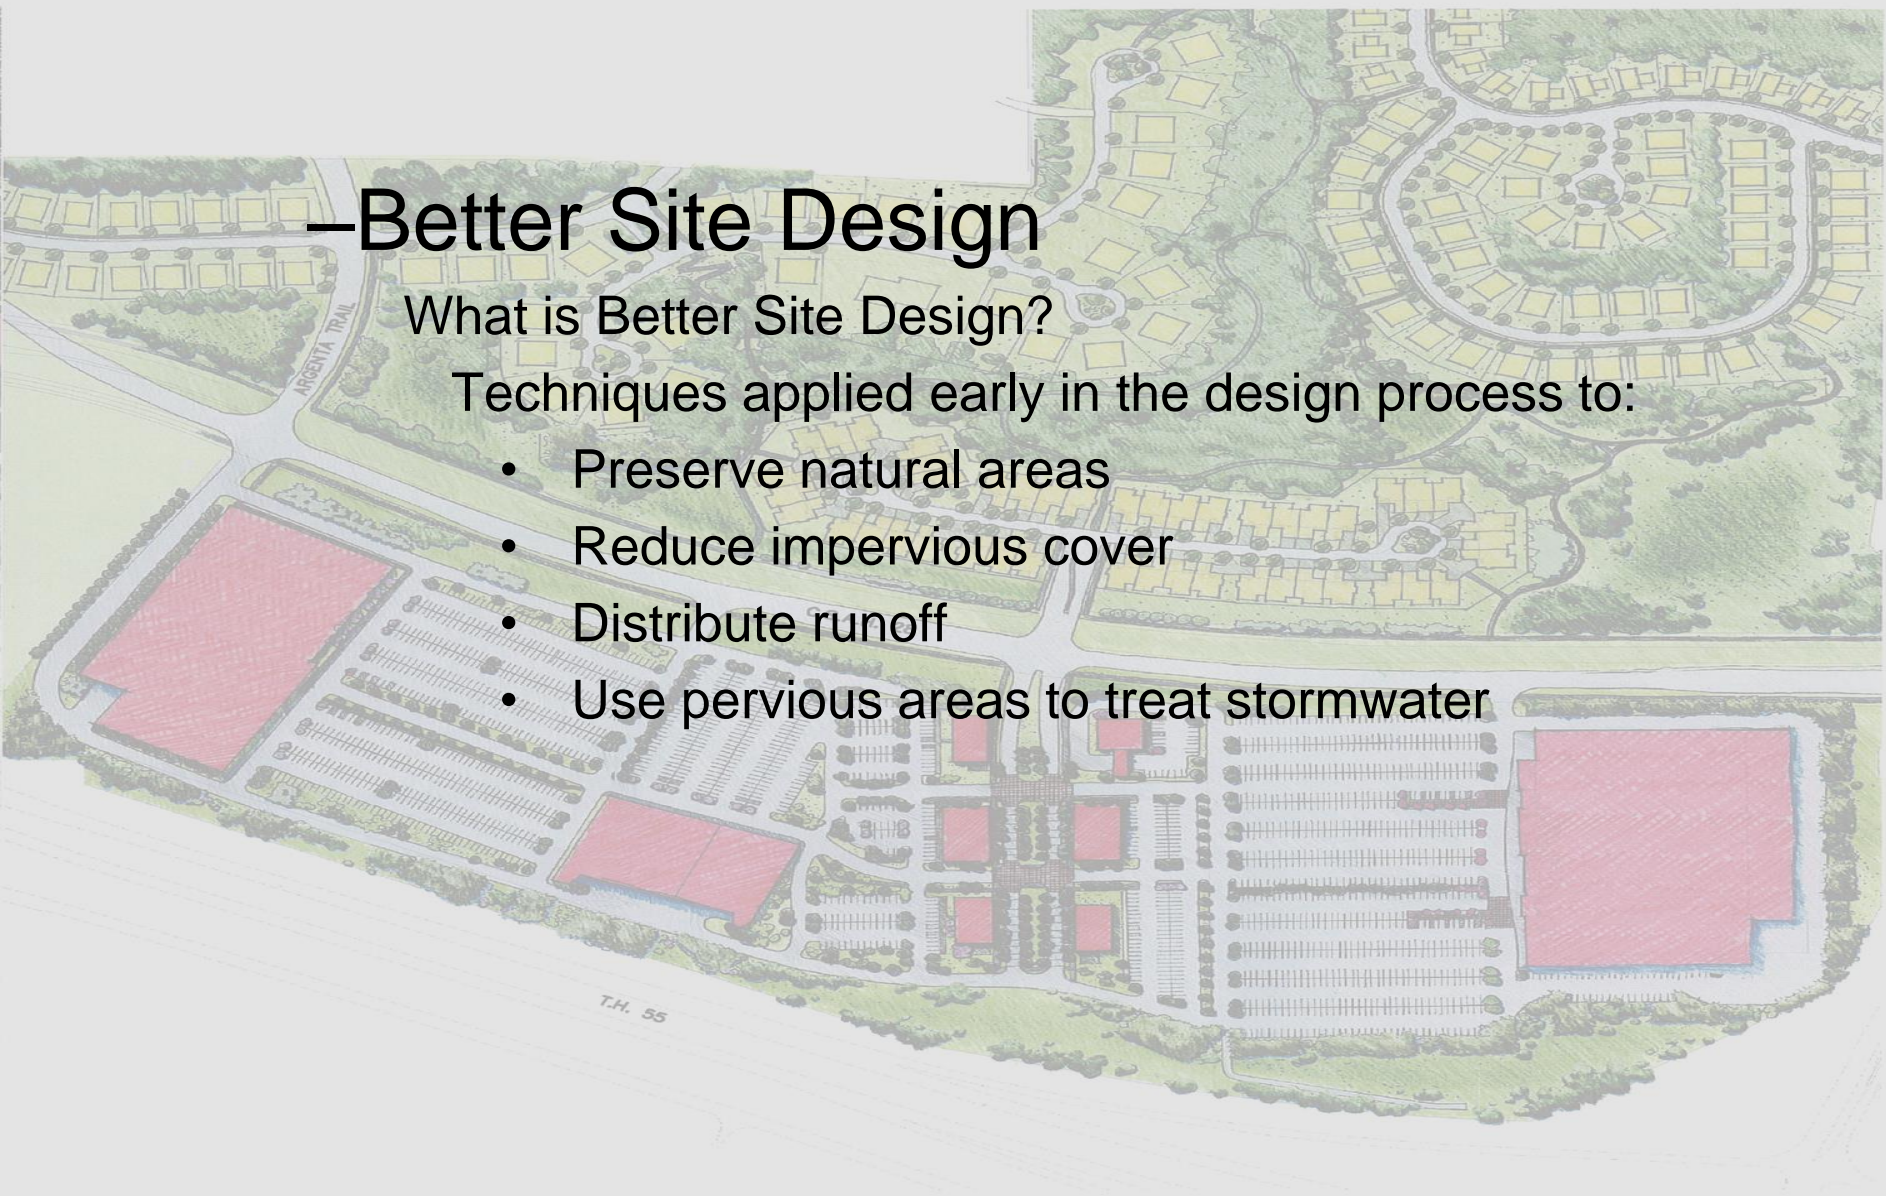 –Better Site Design
What is Better Site Design?
ARGENTA TRAIL
Techniques applied early in the design process to:
• Preserve natural areas
• Reduce impervious cover
• Distribute runoff
• Use pervious areas to treat stormwater
T.H. 55